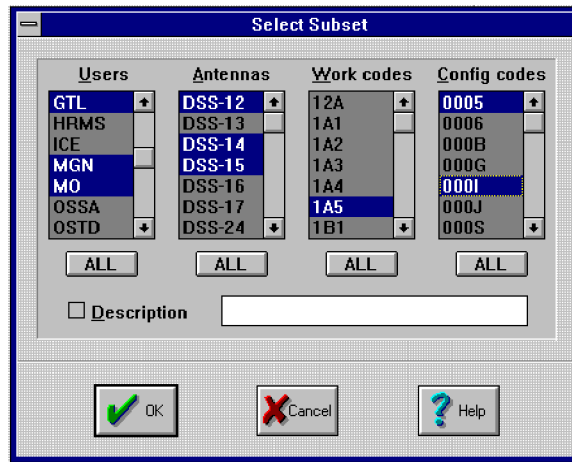 Select Subset
Users Antennas Work codes Config codes
GTL DSS-12 12A 0005
HRMS DSS-13 1A1 0006
ICE DSS-14 1A2 000B
MGN DSS-15 1A3 000G
MO DSS-16 1A4 000I
OSSA DSS-17 1A5 000J
OSTD DSS-24 1B1 000S
ALL ALL ALL ALL
Description
OK Cancel Help